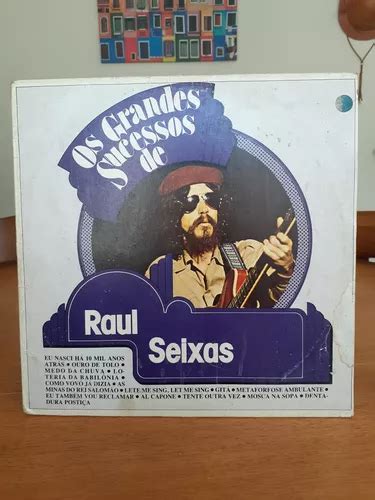 Os Grandes
Sucessos
de
Raul
Seixas
EU NASCI HÁ 10 MIL ANOS
ATRÁS • OURO DE TOLO •
MEDO DA CHUVA • LO-
TERIA DA BABILÔNIA •
COMO VOVÓ JÁ DIZIA • AS
MINAS DO REI SALOMÃO • LETE ME SING, LET ME SING • GITÁ • METAFORFOSE AMBULANTE •
EU TAMBÉM VOU RECLAMAR • AL CAPONE • TENTE OUTRA VEZ • MOSCA NA SOPA • DENTA-
DURA POSTIÇA